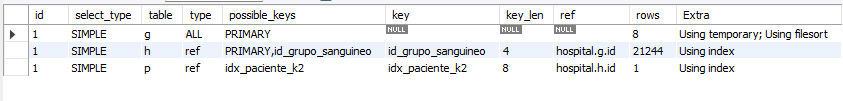 id select_type table type possible_keys key key_len ref rows Extra
1 SIMPLE g ALL PRIMARY NULL NULL NULL 8 Using temporary; Using filesort
1 SIMPLE h ref PRIMARY,id_grupo_sanguineo id_grupo_sanguineo 4 hospital.g.id 21244 Using index
1 SIMPLE p ref idx_paciente_k2 idx_paciente_k2 8 hospital.h.id 1 Using index